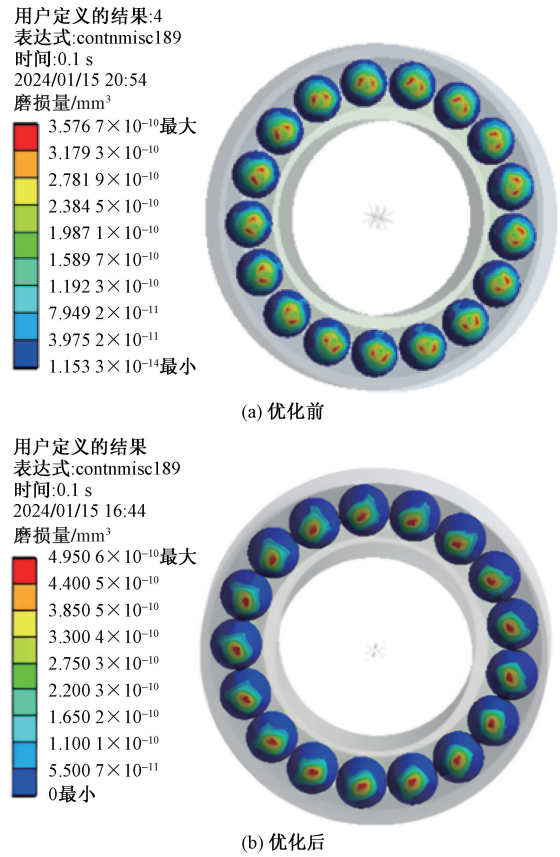 用户定义的结果:4
表达式:contnmisc189
时间:0.1 s
2024/01/15 20:54
磨损量/mm³
3.576 7×10⁻¹⁰最大
3.179 3×10⁻¹⁰
2.781 9×10⁻¹⁰
2.384 5×10⁻¹⁰
1.987 1×10⁻¹⁰
1.589 7×10⁻¹⁰
1.192 3×10⁻¹⁰
7.949 2×10⁻¹¹
3.975 2×10⁻¹¹
1.153 3×10⁻¹⁴最小
(a) 优化前
用户定义的结果
表达式:contnmisc189
时间:0.1 s
2024/01/15 16:44
磨损量/mm³
4.950 6×10⁻¹⁰最大
4.400 5×10⁻¹⁰
3.850 5×10⁻¹⁰
3.300 4×10⁻¹⁰
2.750 3×10⁻¹⁰
2.200 3×10⁻¹⁰
1.650 2×10⁻¹⁰
1.100 1×10⁻¹⁰
5.500 7×10⁻¹¹
0最小
(b) 优化后